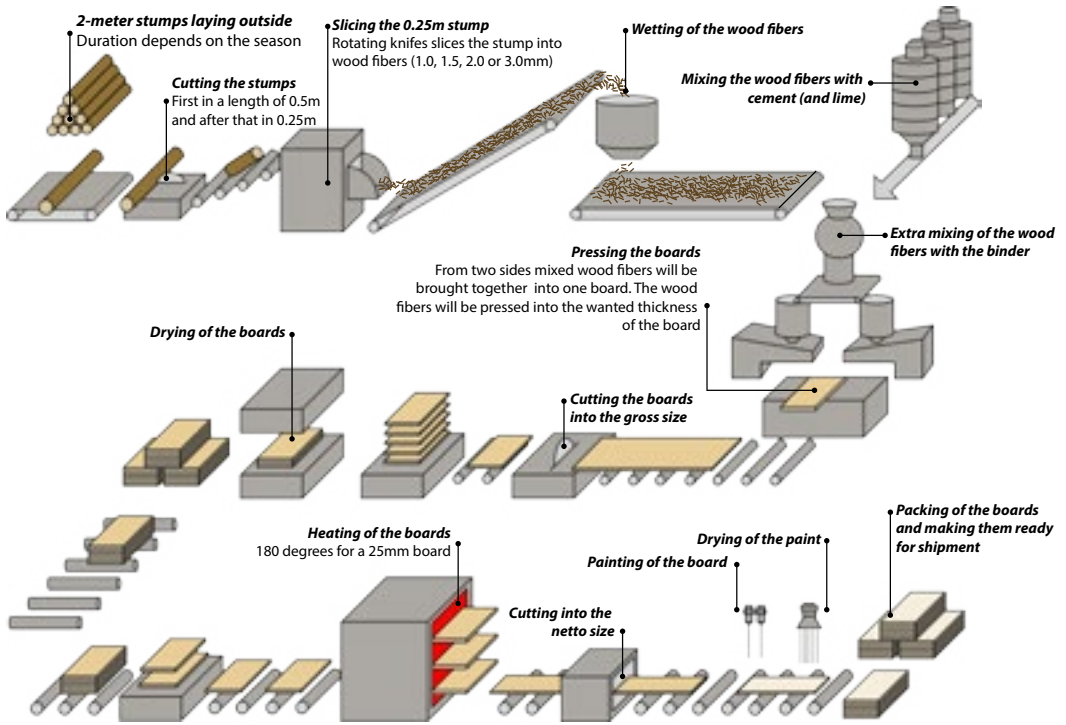 2-meter stumps laying outside
Duration depends on the season
Cutting the stumps
First in a length of 0.5m
and after that in 0.25m
Slicing the 0.25m stump
Rotating knifes slices the stump into
wood fibers (1.0, 1.5, 2.0 or 3.0mm)
Wetting of the wood fibers
Mixing the wood fibers with
cement (and lime)
Extra mixing of the wood
fibers with the binder
Pressing the boards
From two sides mixed wood fibers will be
brought together into one board. The wood
fibers will be pressed into the wanted thickness
of the board
Drying of the boards
Cutting the boards
into the gross size
Heating of the boards
180 degrees for a 25mm board
Cutting into the
netto size
Painting of the board
Drying of the paint
Packing of the boards
and making them ready
for shipment